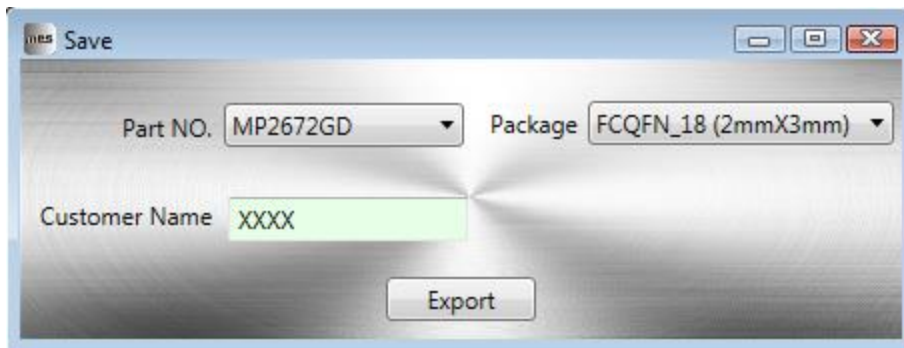 mes Save
Part NO. MP2672GD Package FCQFN_18 (2mmX3mm)
Customer Name XXXX
Export